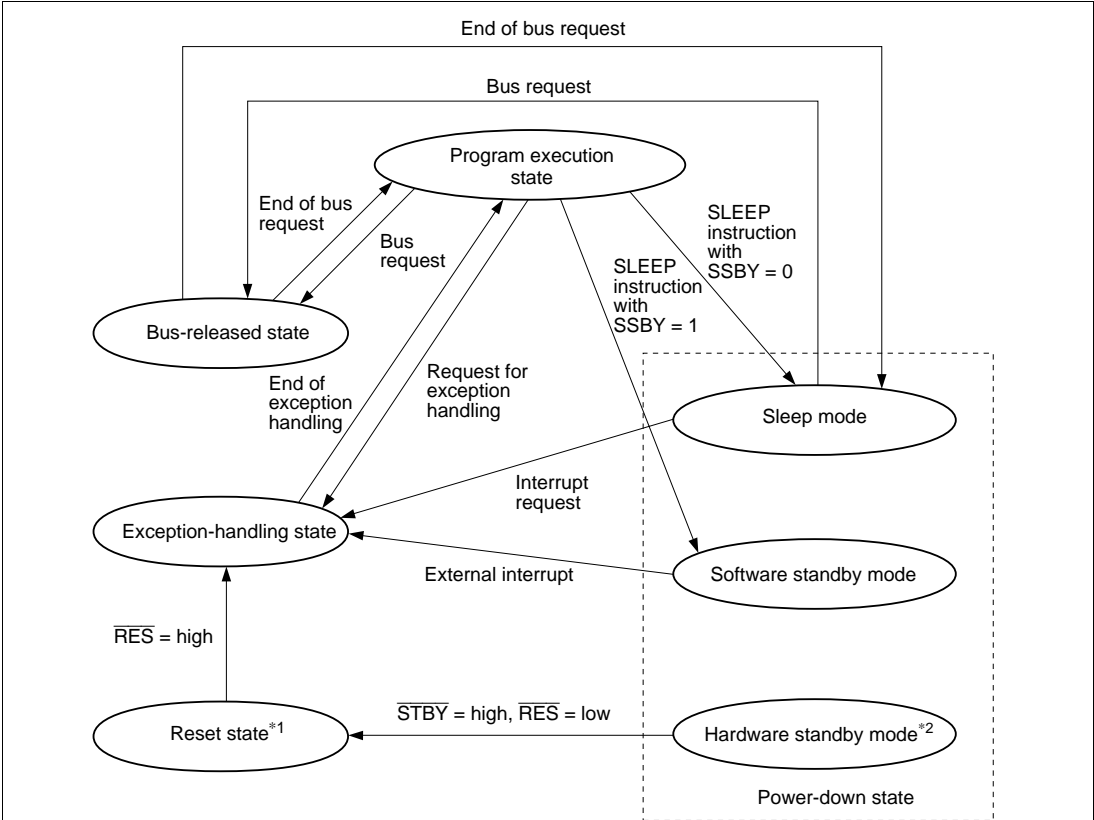 End of bus request
Bus request
Program execution
state
End of bus
request
Bus
request
SLEEP
instruction
with
SSBY = 0
SLEEP
instruction
with
SSBY = 1
Bus-released state
End of
exception
handling
Request for
exception
handling
Sleep mode
Interrupt
request
Exception-handling state
External interrupt
Software standby mode
R̅E̅S̅ = high
S̅T̅B̅Y̅ = high, R̅E̅S̅ = low
Reset state*1
Hardware standby mode*2
Power-down state